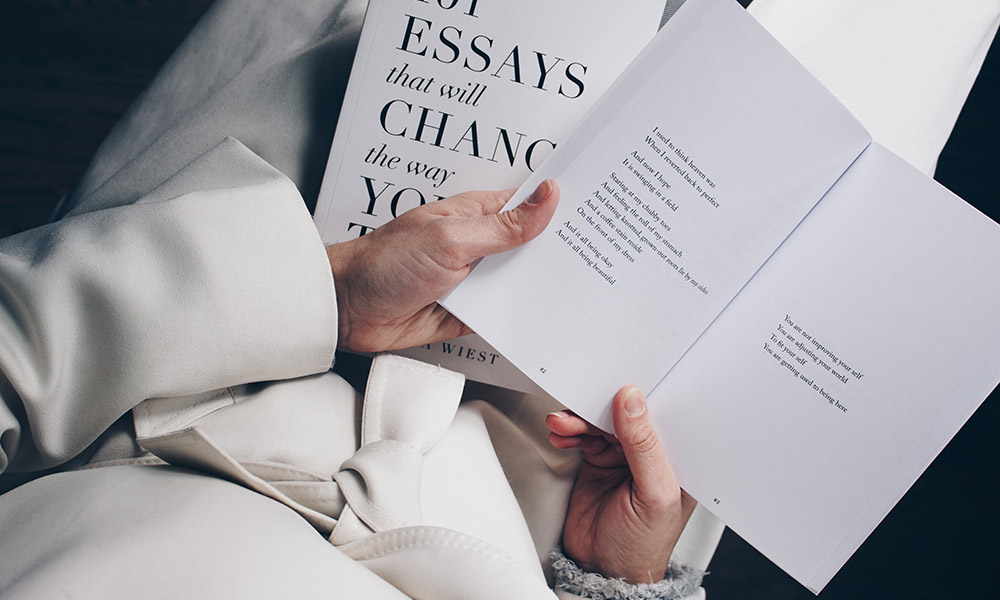 101
ESSAYS
that will
CHANG
the way
YO
WIEST
I used to think heaven was
When I reverted back to perfect
And now I hope
It is swinging in a field
Staring at my chubby toes
And feeling the roll of my stomach
And letting knotted, grown-out roots lie by my sides
And a coffee stain reside
On the front of my dress
And it all being okay
And it all being beautiful
82
You are not improving your self
You are adjusting your world
To fit your self
You are getting used to being here
83